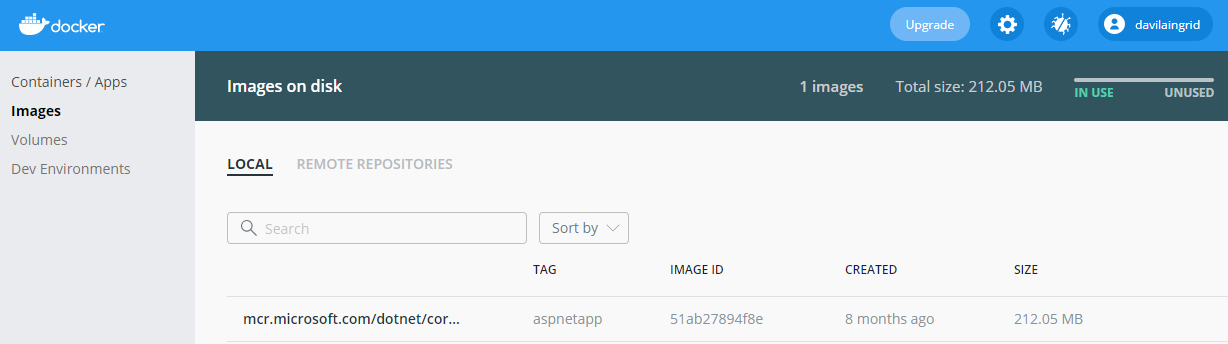 docker
Upgrade
davilaingrid
Containers / Apps
Images
Volumes
Dev Environments
Images on disk
1 images
Total size: 212.05 MB
IN USE
UNUSED
LOCAL
REMOTE REPOSITORIES
Search
Sort by
TAG
IMAGE ID
CREATED
SIZE
mcr.microsoft.com/dotnet/cor...
aspnetapp
51ab27894f8e
8 months ago
212.05 MB